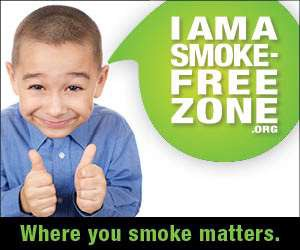 I AM A
SMOKE-
FREE
ZONE
.ORG
Where you smoke matters.